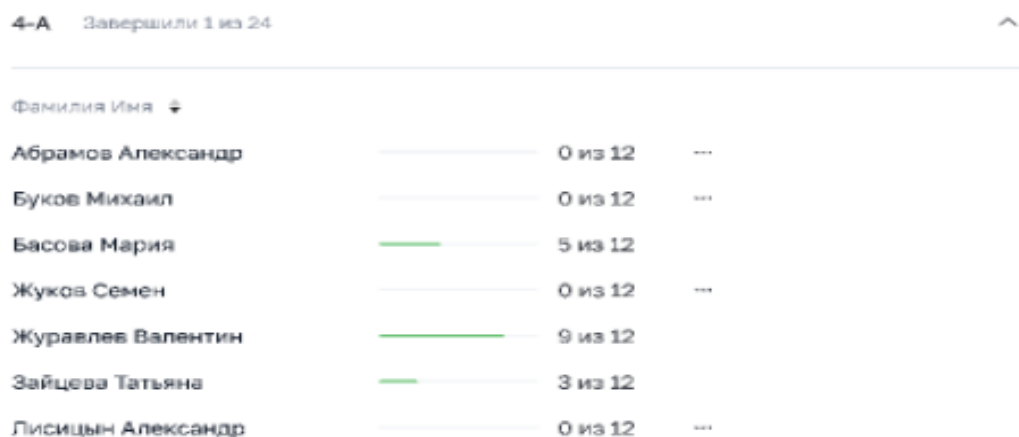 4-А Завершили 1 из 24
Фамилия Имя
Абрамов Александр 0 из 12 ...
Буков Михаил 0 из 12 ...
Басова Мария 5 из 12
Жуков Семен 0 из 12 ...
Журавлев Валентин 9 из 12
Зайцева Татьяна 3 из 12
Лисицын Александр 0 из 12 ...